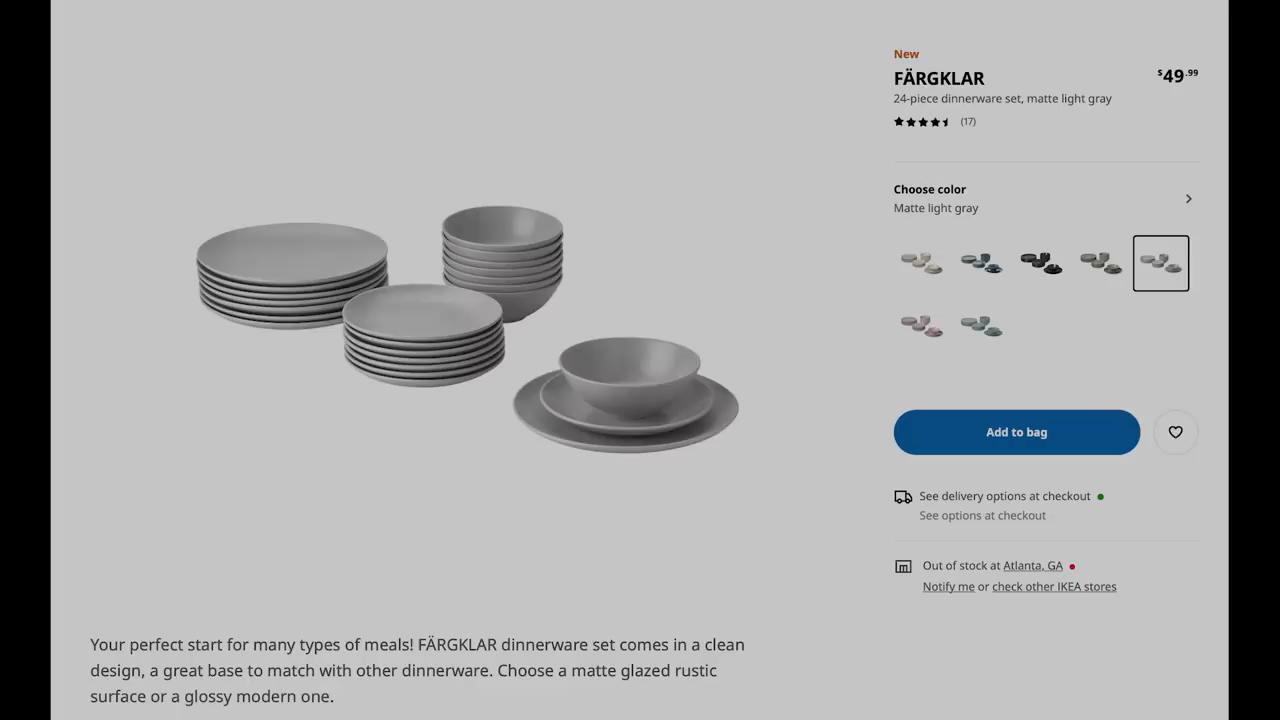 New
FÄRGKLAR
$49.99
24-piece dinnerware set, matte light gray
(17)
Choose color
Matte light gray
Add to bag
See delivery options at checkout
See options at checkout
Out of stock at Atlanta, GA
Notify me or check other IKEA stores
Your perfect start for many types of meals! FÄRGKLAR dinnerware set comes in a clean
design, a great base to match with other dinnerware. Choose a matte glazed rustic
surface or a glossy modern one.